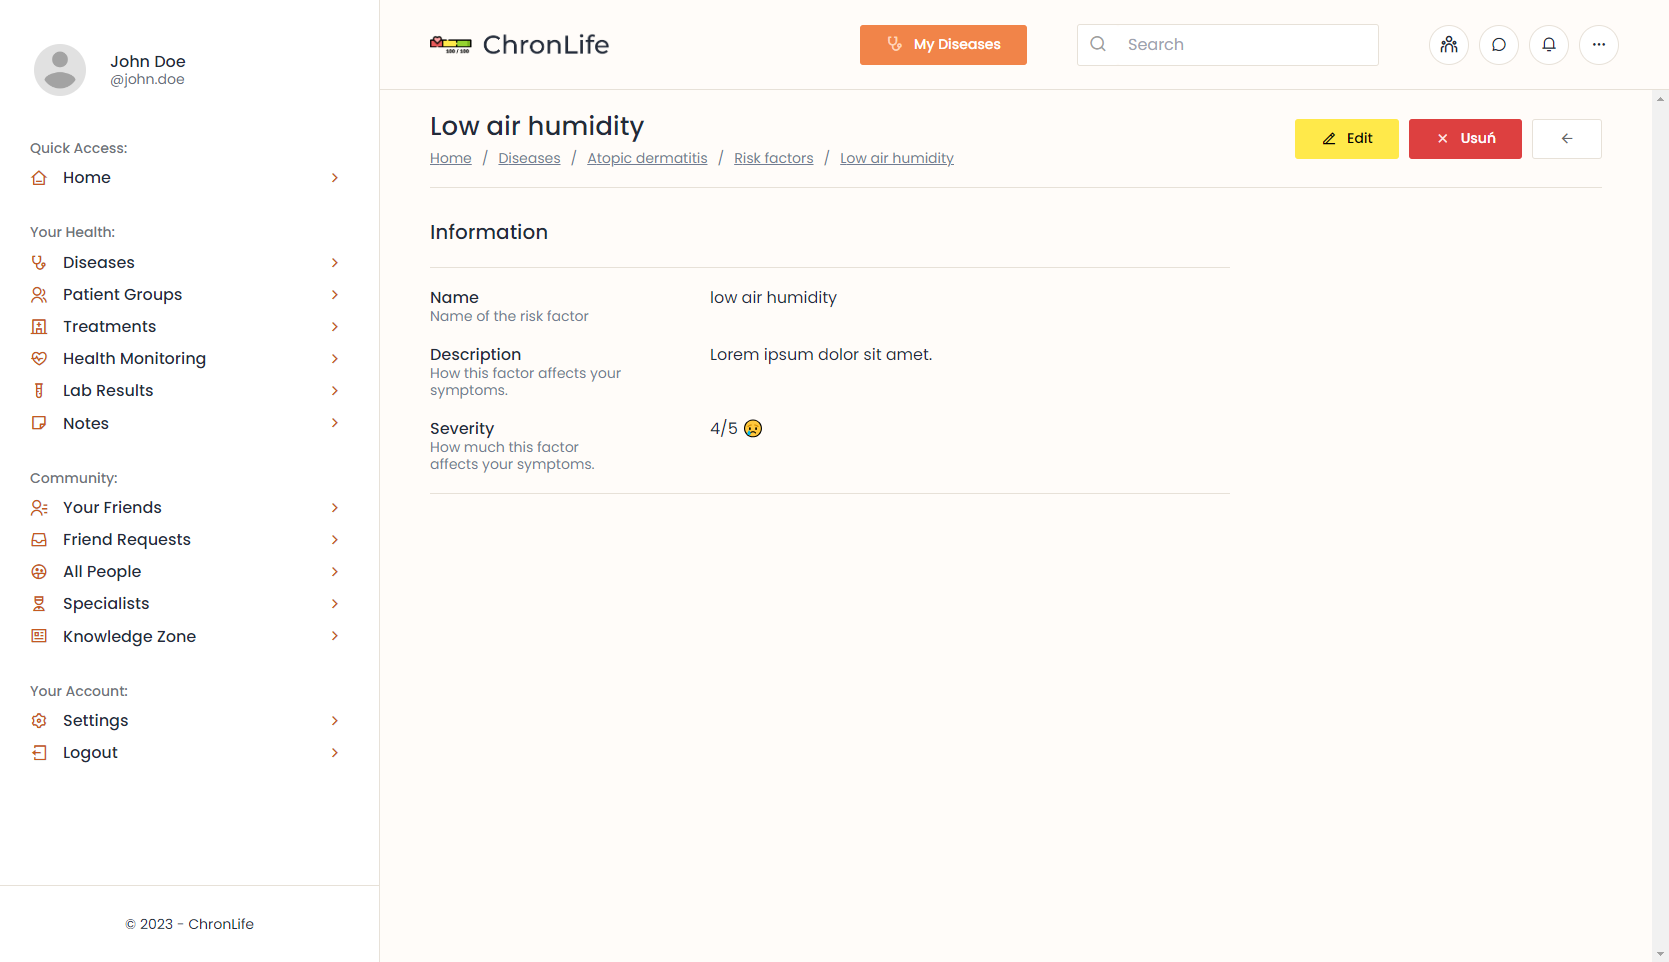 John Doe
@john.doe
Quick Access:
Home
Your Health:
Diseases
Patient Groups
Treatments
Health Monitoring
Lab Results
Notes
Community:
Your Friends
Friend Requests
All People
Specialists
Knowledge Zone
Your Account:
Settings
Logout
© 2023 - ChronLife
100 / 100
ChronLife
My Diseases
Search
Low air humidity
Home / Diseases / Atopic dermatitis / Risk factors / Low air humidity
Edit
Usuń
Information
Name
Name of the risk factor
low air humidity
Description
How this factor affects your
symptoms.
Lorem ipsum dolor sit amet.
Severity
How much this factor
affects your symptoms.
4/5 😥